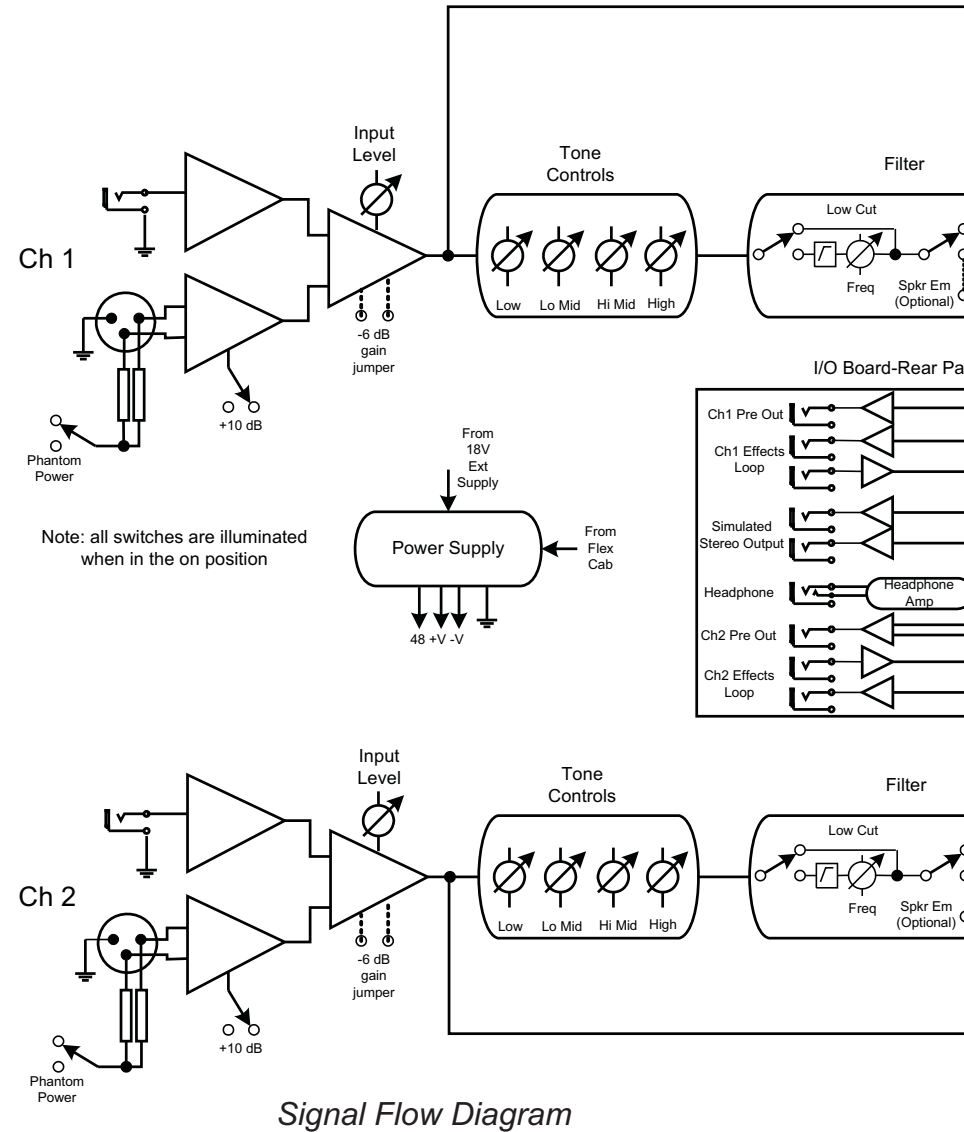 Input
Level
Tone
Controls
Filter
Low Cut
Ch 1
Freq
Spkr Em
(Optional)
Low
Lo Mid
Hi Mid
High
-6 dB
gain
jumper
+10 dB
Phantom
Power
Note: all switches are illuminated
when in the on position
From
18V
Ext
Supply
Power Supply
From
Flex
Cab
48 +V -V
I/O Board-Rear Pa
Ch1 Pre Out
Ch1 Effects
Loop
Simulated
Stereo Output
Headphone
Headphone
Amp
Ch2 Pre Out
Ch2 Effects
Loop
Input
Level
Tone
Controls
Filter
Low Cut
Ch 2
Freq
Spkr Em
(Optional)
Low
Lo Mid
Hi Mid
High
-6 dB
gain
jumper
+10 dB
Phantom
Power
Signal Flow Diagram